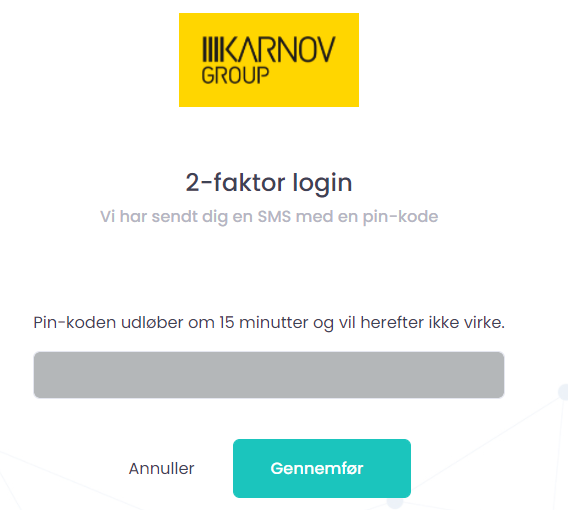 KARNOV
GROUP
2-faktor login
Vi har sendt dig en SMS med en pin-kode
Pin-koden udløber om 15 minutter og vil herefter ikke virke.
Annuller
Gennemfør